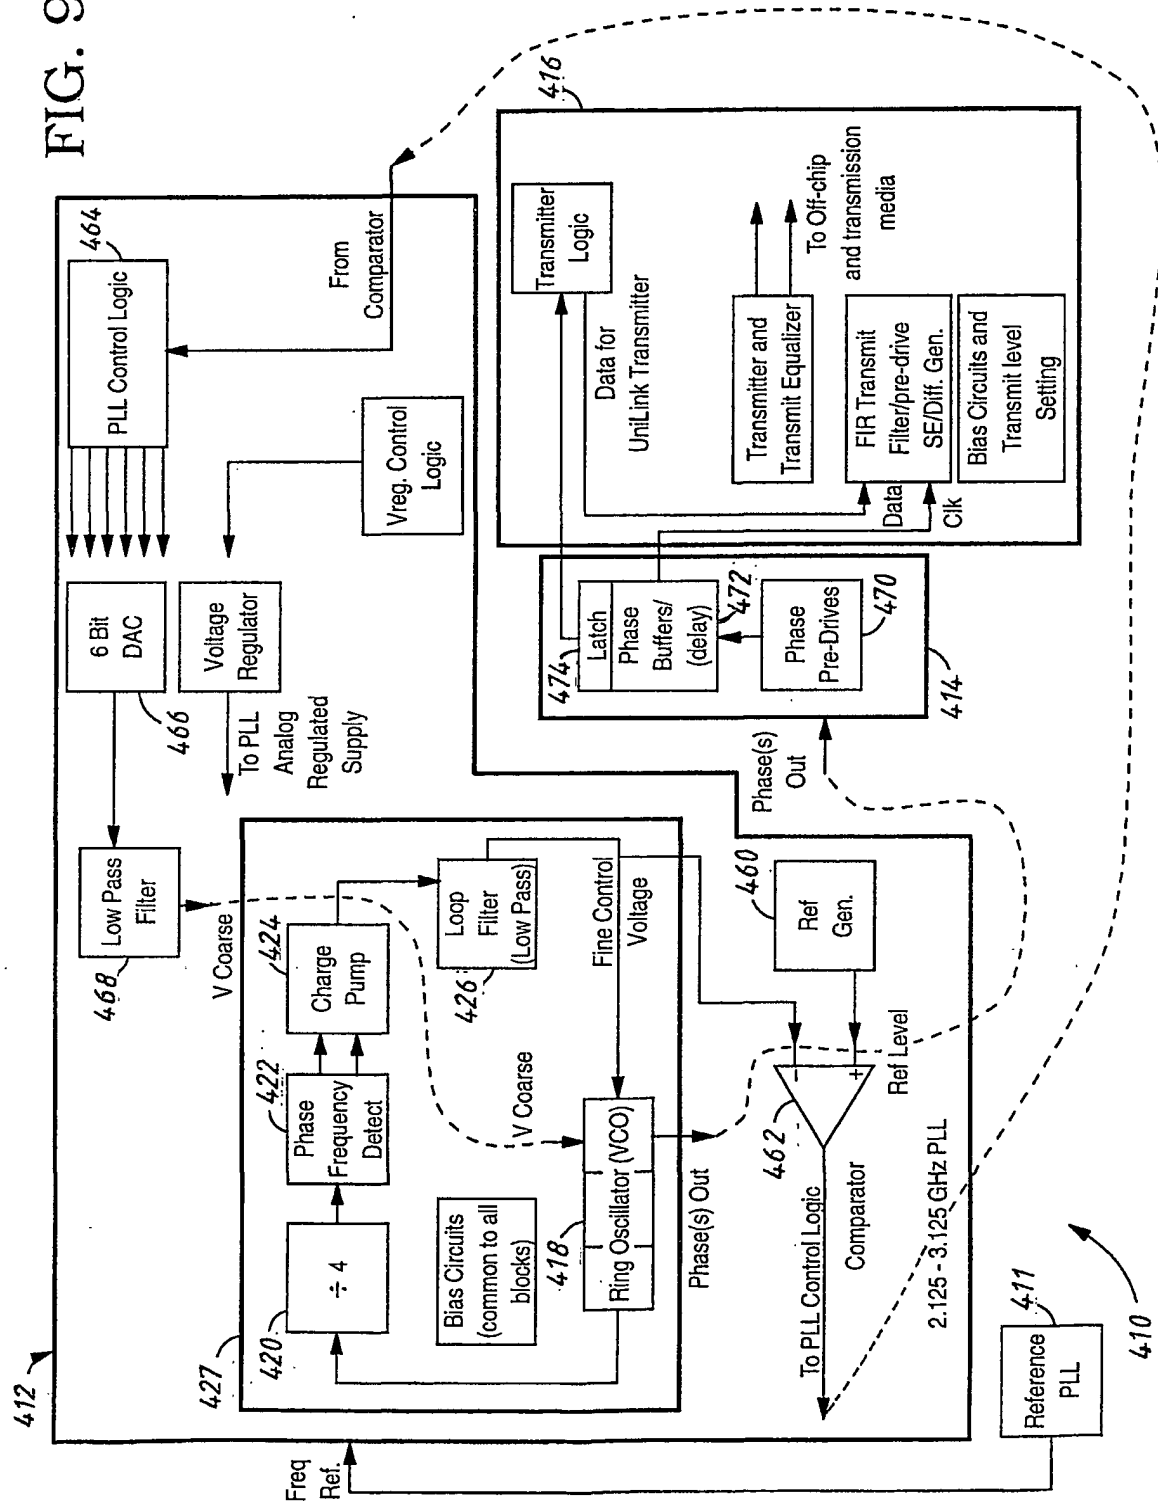 FIG. 9
412
427
420
÷ 4
422
Phase
Frequency
Detect
424
Charge
Pump
Loop
Filter
(Low Pass)
426
Bias Circuits
(common to all
blocks)
418
Ring Oscillator (VCO)
V Coarse
V Coarse
Fine Control
Voltage
Phase(s) Out
Low Pass
Filter
468
6 Bit
DAC
466
PLL Control Logic
464
Voltage
Regulator
To PLL
Analog
Regulated
Supply
Vreg. Control
Logic
From
Comparator
To PLL Control Logic
462
Comparator
−
+
Ref Level
460
Ref
Gen.
2.125 - 3.125 GHz PLL
Freq
Ref.
Reference
PLL
411
410
Phase(s)
Out
414
474
Latch
Phase
Buffers/
(delay)
472
Phase
Pre-Drives
470
416
Transmitter
Logic
Data for
UniLink Transmitter
Transmitter and
Transmit Equalizer
To Off-chip
and transmission
media
Data
Clk
FIR Transmit
Filter/pre-drive
SE/Diff. Gen.
Bias Circuits and
Transmit level
Setting